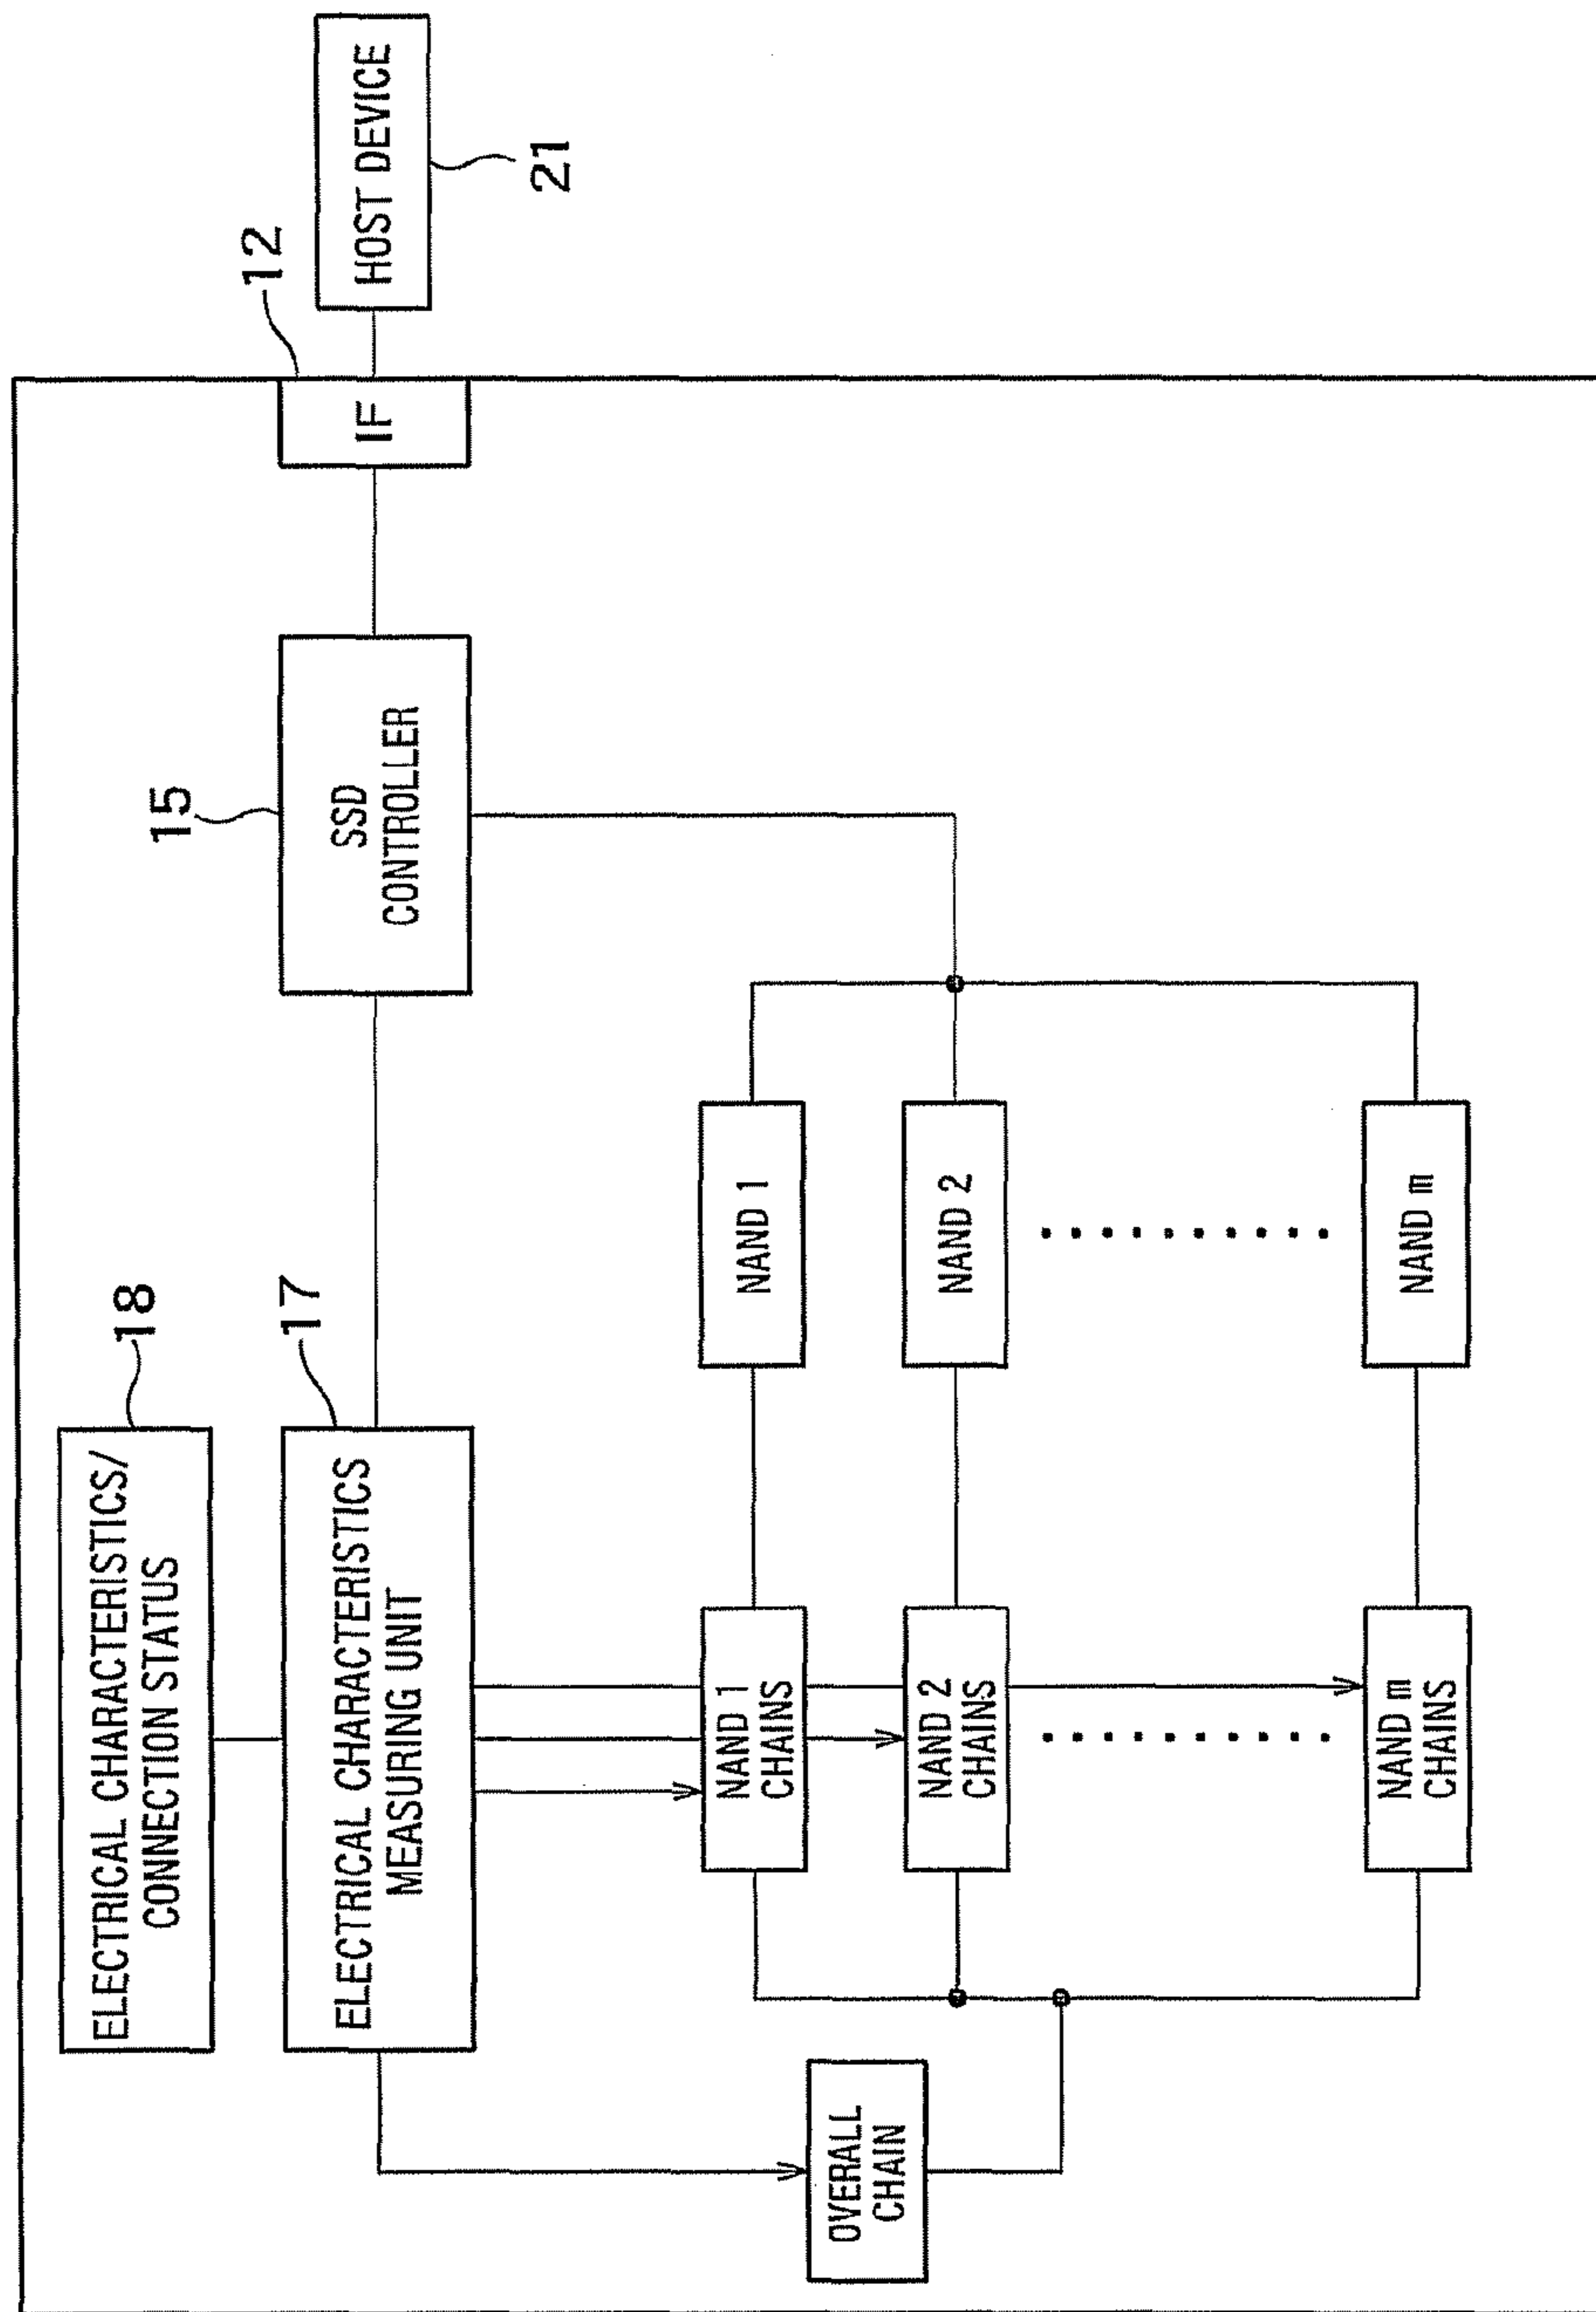 18
ELECTRICAL CHARACTERISTICS/
CONNECTION STATUS
17
ELECTRICAL CHARACTERISTICS
MEASURING UNIT
15
SSD
CONTROLLER
12
IF
HOST DEVICE
21
OVERALL
CHAIN
NAND 1
CHAINS
NAND 1
NAND 2
CHAINS
NAND 2
NAND m
CHAINS
NAND m